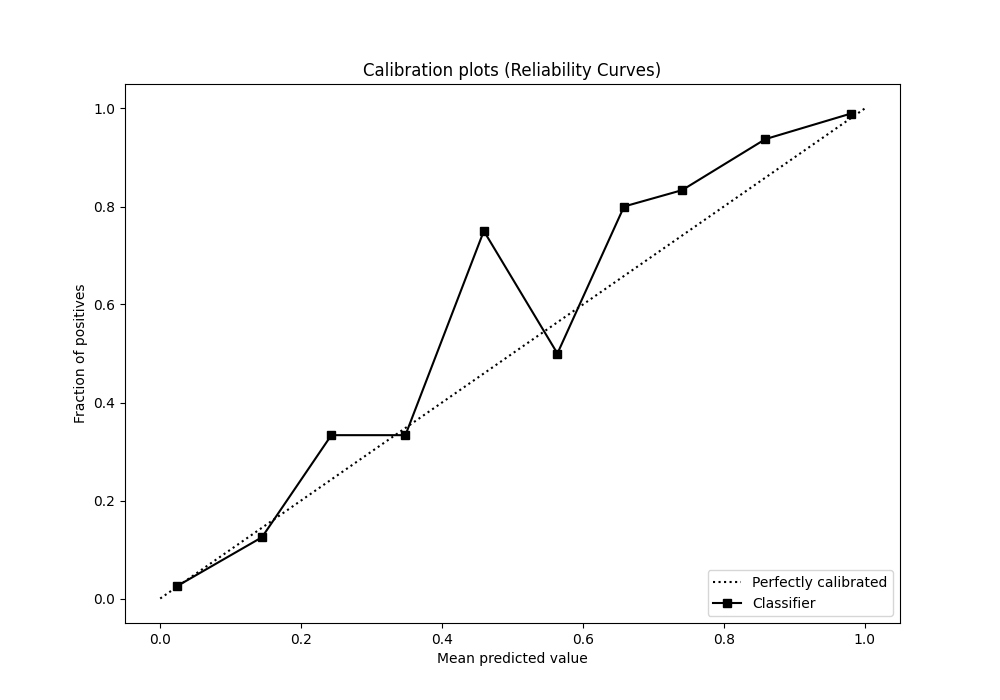 Calibration plots (Reliability Curves)
1.0
0.8
0.6
0.4
0.2
0.0
Fraction of positives
0.0 0.2 0.4 0.6 0.8 1.0
Mean predicted value
Perfectly calibrated
Classifier